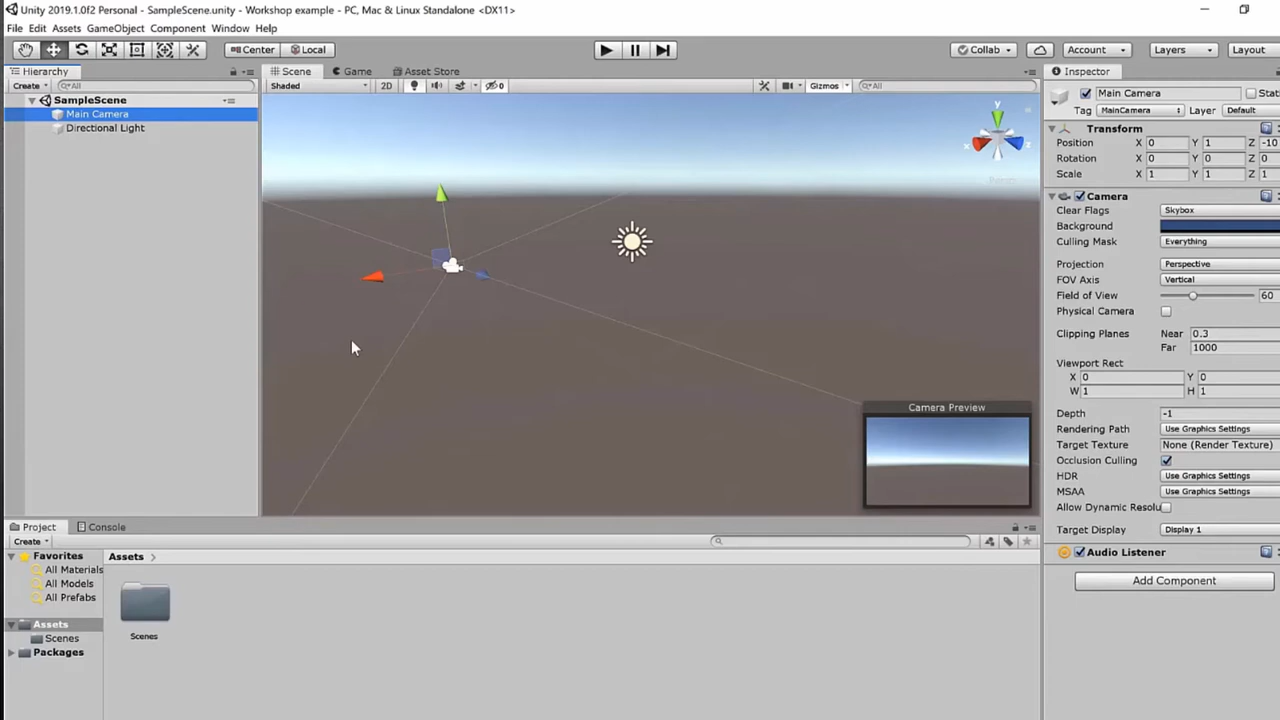 Unity 2019.1.0f2 Personal - SampleScene.unity - Workshop example - PC, Mac & Linux Standalone <DX11>
File Edit Assets GameObject Component Window Help
Center Local Collab Account Layers Layout
Hierarchy
Create All
SampleScene
Main Camera
Directional Light
Scene Game Asset Store
Shaded 2D 0 Gizmos All
y
x z
Persp
Camera Preview
Inspector
Main Camera Stati
Tag MainCamera Layer Default
Transform
Position X 0 Y 1 Z -10
Rotation X 0 Y 0 Z 0
Scale X 1 Y 1 Z 1
Camera
Clear Flags Skybox
Background
Culling Mask Everything
Projection Perspective
FOV Axis Vertical
Field of View 60
Physical Camera
Clipping Planes Near 0.3
Far 1000
Viewport Rect
X 0 Y 0
W 1 H 1
Depth -1
Rendering Path Use Graphics Settings
Target Texture None (Render Texture)
Occlusion Culling
HDR Use Graphics Settings
MSAA Use Graphics Settings
Allow Dynamic Resolu
Target Display Display 1
Audio Listener
Add Component
Project Console
Create
Favorites
All Materials
All Models
All Prefabs
Assets
Scenes
Packages
Assets
Scenes